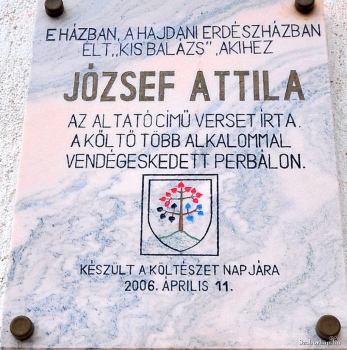 E HÁZBAN, A HAJDANI ERDÉSZHÁZBAN
ÉLT „KIS BALÁZS", AKIHEZ
JÓZSEF ATTILA
AZ ALTATÓ CÍMŰ VERSET ÍRTA.
A KÖLTŐ TÖBB ALKALOMMAL
VENDÉGESKEDETT PERBÁLON.
KÉSZÜLT A KÖLTÉSZET NAPJÁRA
2006. ÁPRILIS 11.